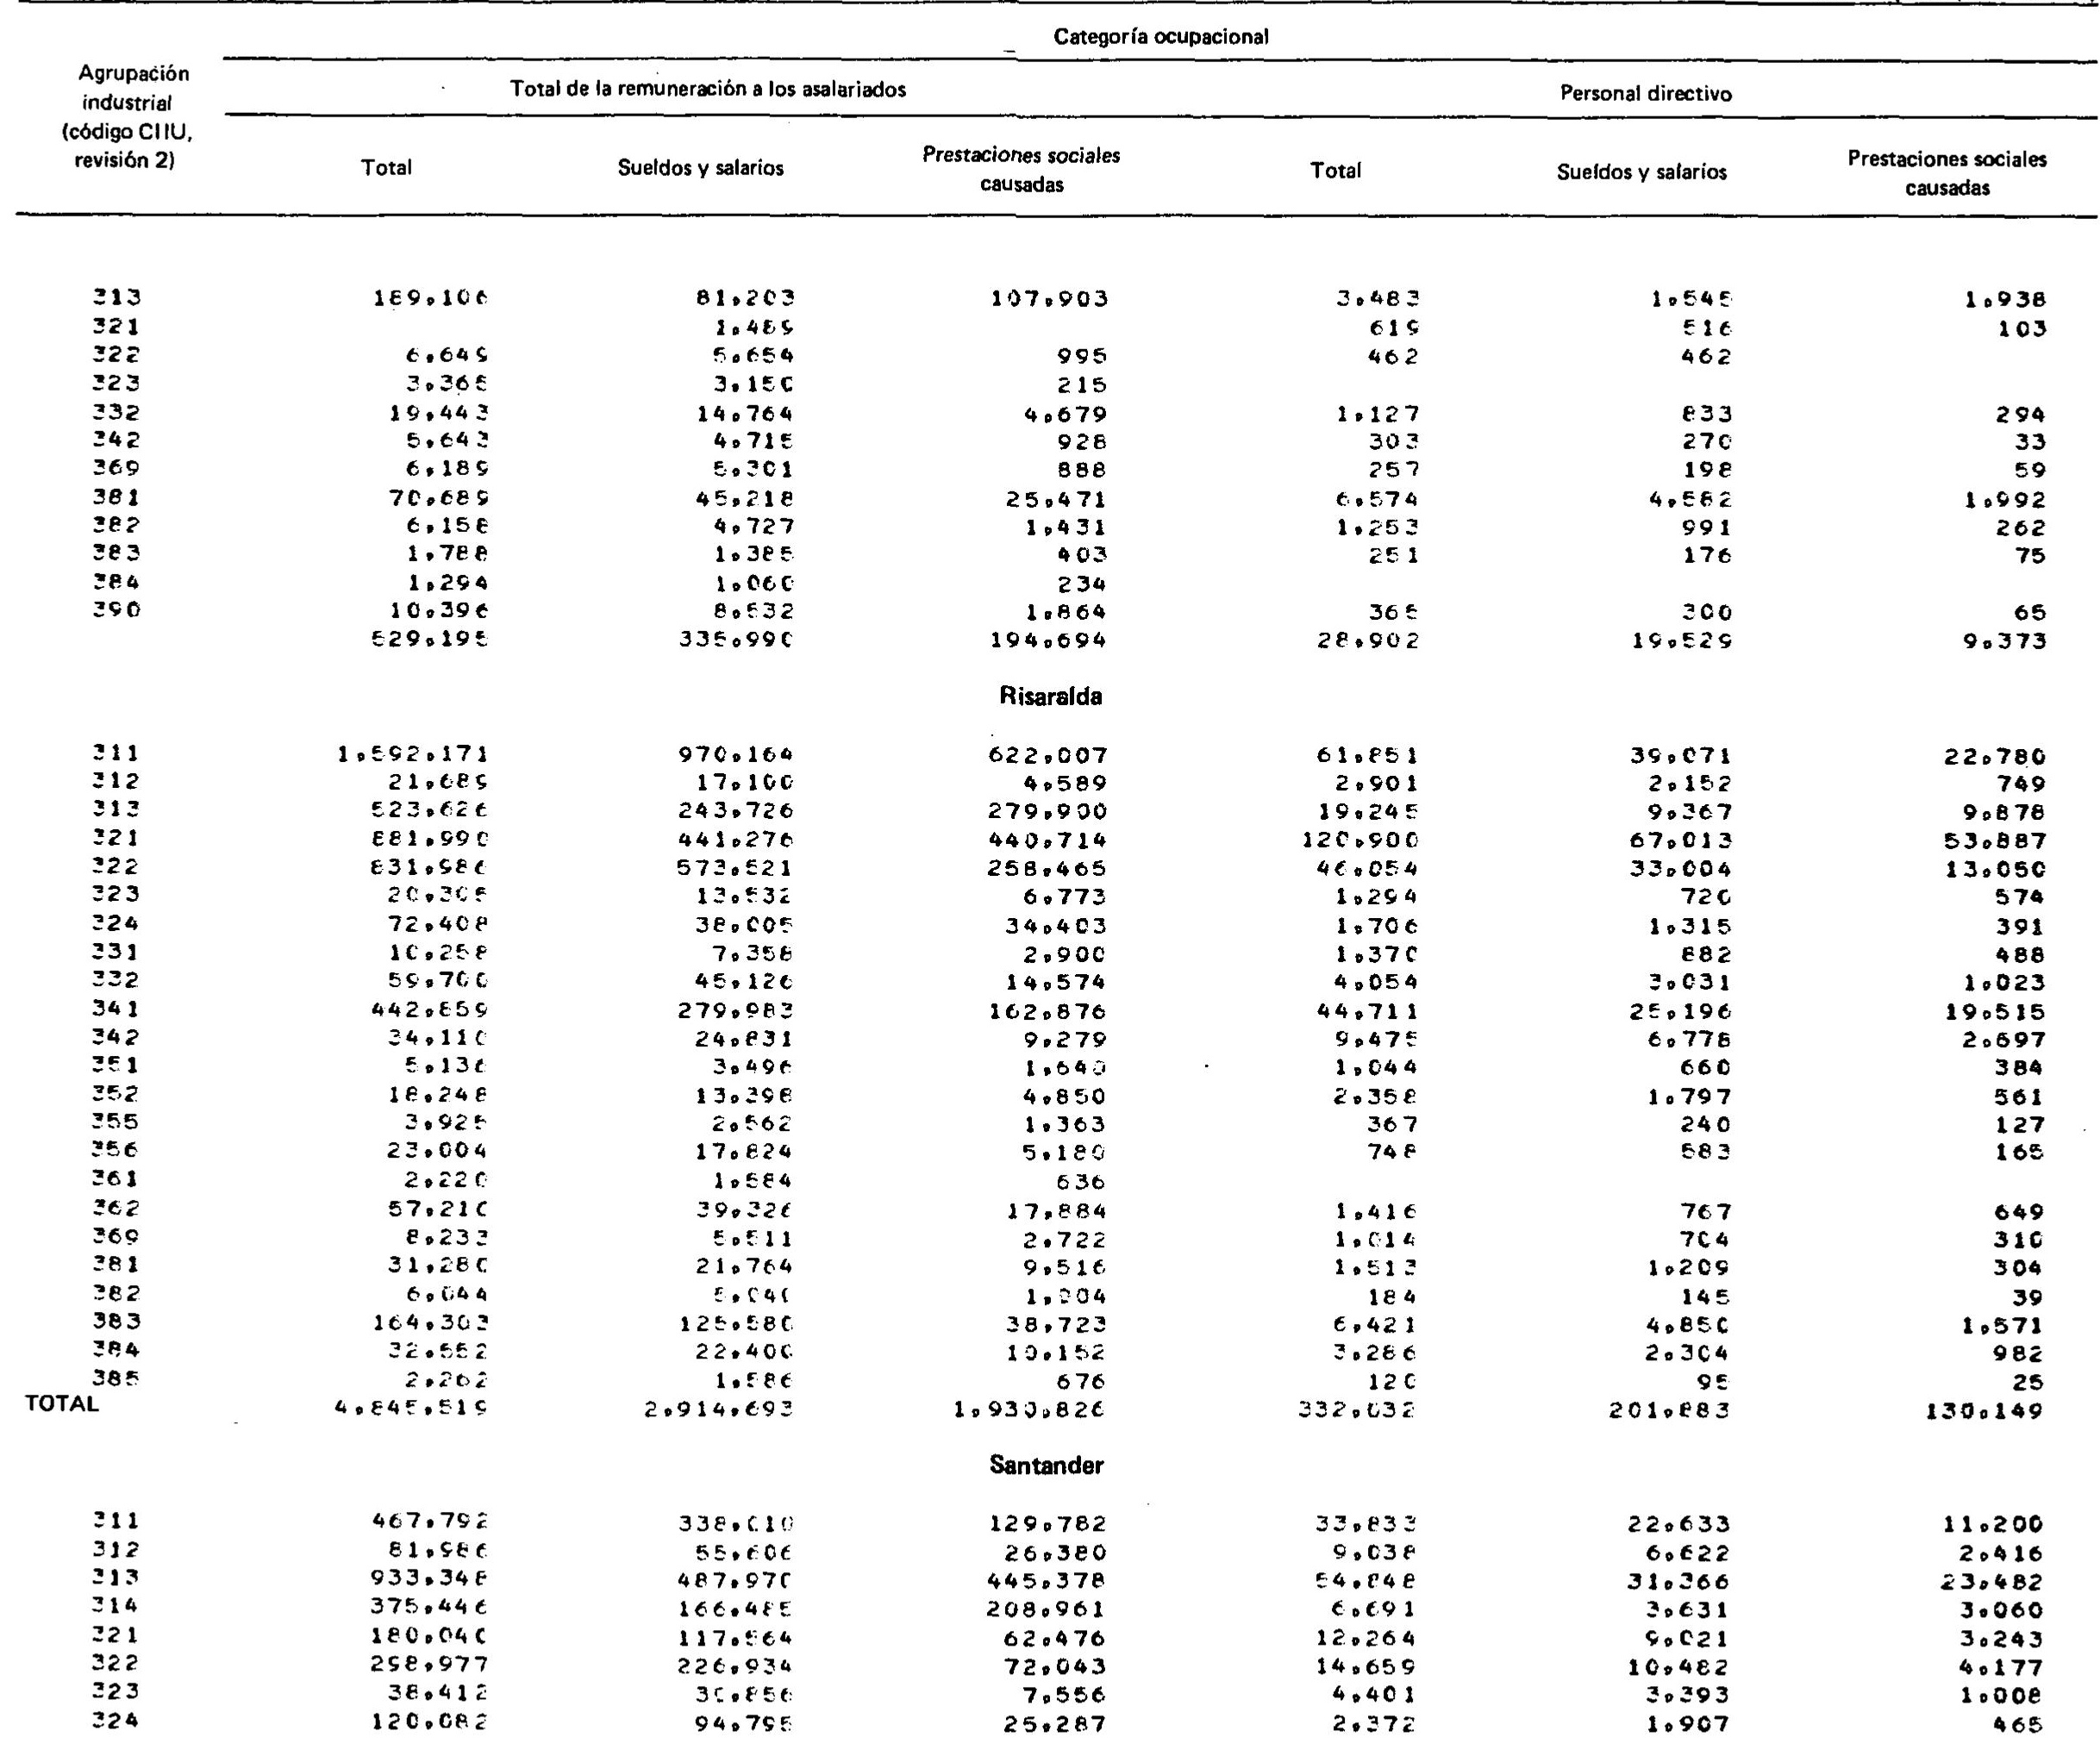 Categoría ocupacional
Agrupación industrial (código CIIU, revisión 2)
Total de la remuneración a los asalariados Personal directivo
Total Sueldos y salarios Prestaciones sociales causadas Total Sueldos y salarios Prestaciones sociales causadas
313 189,106 81,203 107,903 3,483 1,545 1,938
321 1,489 619 516 103
322 6,649 5,654 995 462 462
323 3,365 3,150 215
332 19,443 14,764 4,679 1,127 833 294
342 5,643 4,715 928 303 270 33
369 6,189 5,301 888 257 198 59
381 70,689 45,218 25,471 6,574 4,582 1,992
382 6,158 4,727 1,431 1,253 991 262
383 1,788 1,385 403 251 176 75
384 1,294 1,060 234
390 10,396 8,532 1,864 365 300 65
529,195 335,990 194,694 28,902 19,529 9,373
Risaralda
311 1,592,171 970,164 622,007 61,851 39,071 22,780
312 21,689 17,100 4,589 2,901 2,152 749
313 523,626 243,726 279,900 19,245 9,367 9,878
321 881,990 441,276 440,714 120,900 67,013 53,887
322 831,986 573,521 258,465 46,054 33,004 13,050
323 20,305 13,532 6,773 1,294 720 574
324 72,408 38,005 34,403 1,706 1,315 391
331 10,258 7,358 2,900 1,370 882 488
332 59,700 45,126 14,574 4,054 3,031 1,023
341 442,859 279,983 162,876 44,711 25,196 19,515
342 34,110 24,831 9,279 9,475 6,778 2,697
351 5,136 3,496 1,640 1,044 660 384
352 18,248 13,398 4,850 2,358 1,797 561
355 3,925 2,562 1,363 367 240 127
356 23,004 17,824 5,180 748 583 165
361 2,220 1,584 636
362 57,210 39,326 17,884 1,416 767 649
369 8,233 5,511 2,722 1,014 704 310
381 31,280 21,764 9,516 1,513 1,209 304
382 6,044 5,040 1,004 184 145 39
383 164,303 125,580 38,723 6,421 4,850 1,571
384 32,552 22,400 10,152 3,286 2,304 982
385 2,262 1,586 676 120 95 25
TOTAL 4,845,519 2,914,693 1,930,826 332,032 201,883 130,149
Santander
311 467,792 338,010 129,782 33,833 22,633 11,200
312 81,986 55,606 26,380 9,038 6,622 2,416
313 933,348 487,970 445,378 54,848 31,366 23,482
314 375,446 166,485 208,961 6,691 3,631 3,060
321 180,040 117,564 62,476 12,264 9,021 3,243
322 298,977 226,934 72,043 14,659 10,482 4,177
323 38,412 30,856 7,556 4,401 3,393 1,008
324 120,082 94,795 25,287 2,372 1,907 465